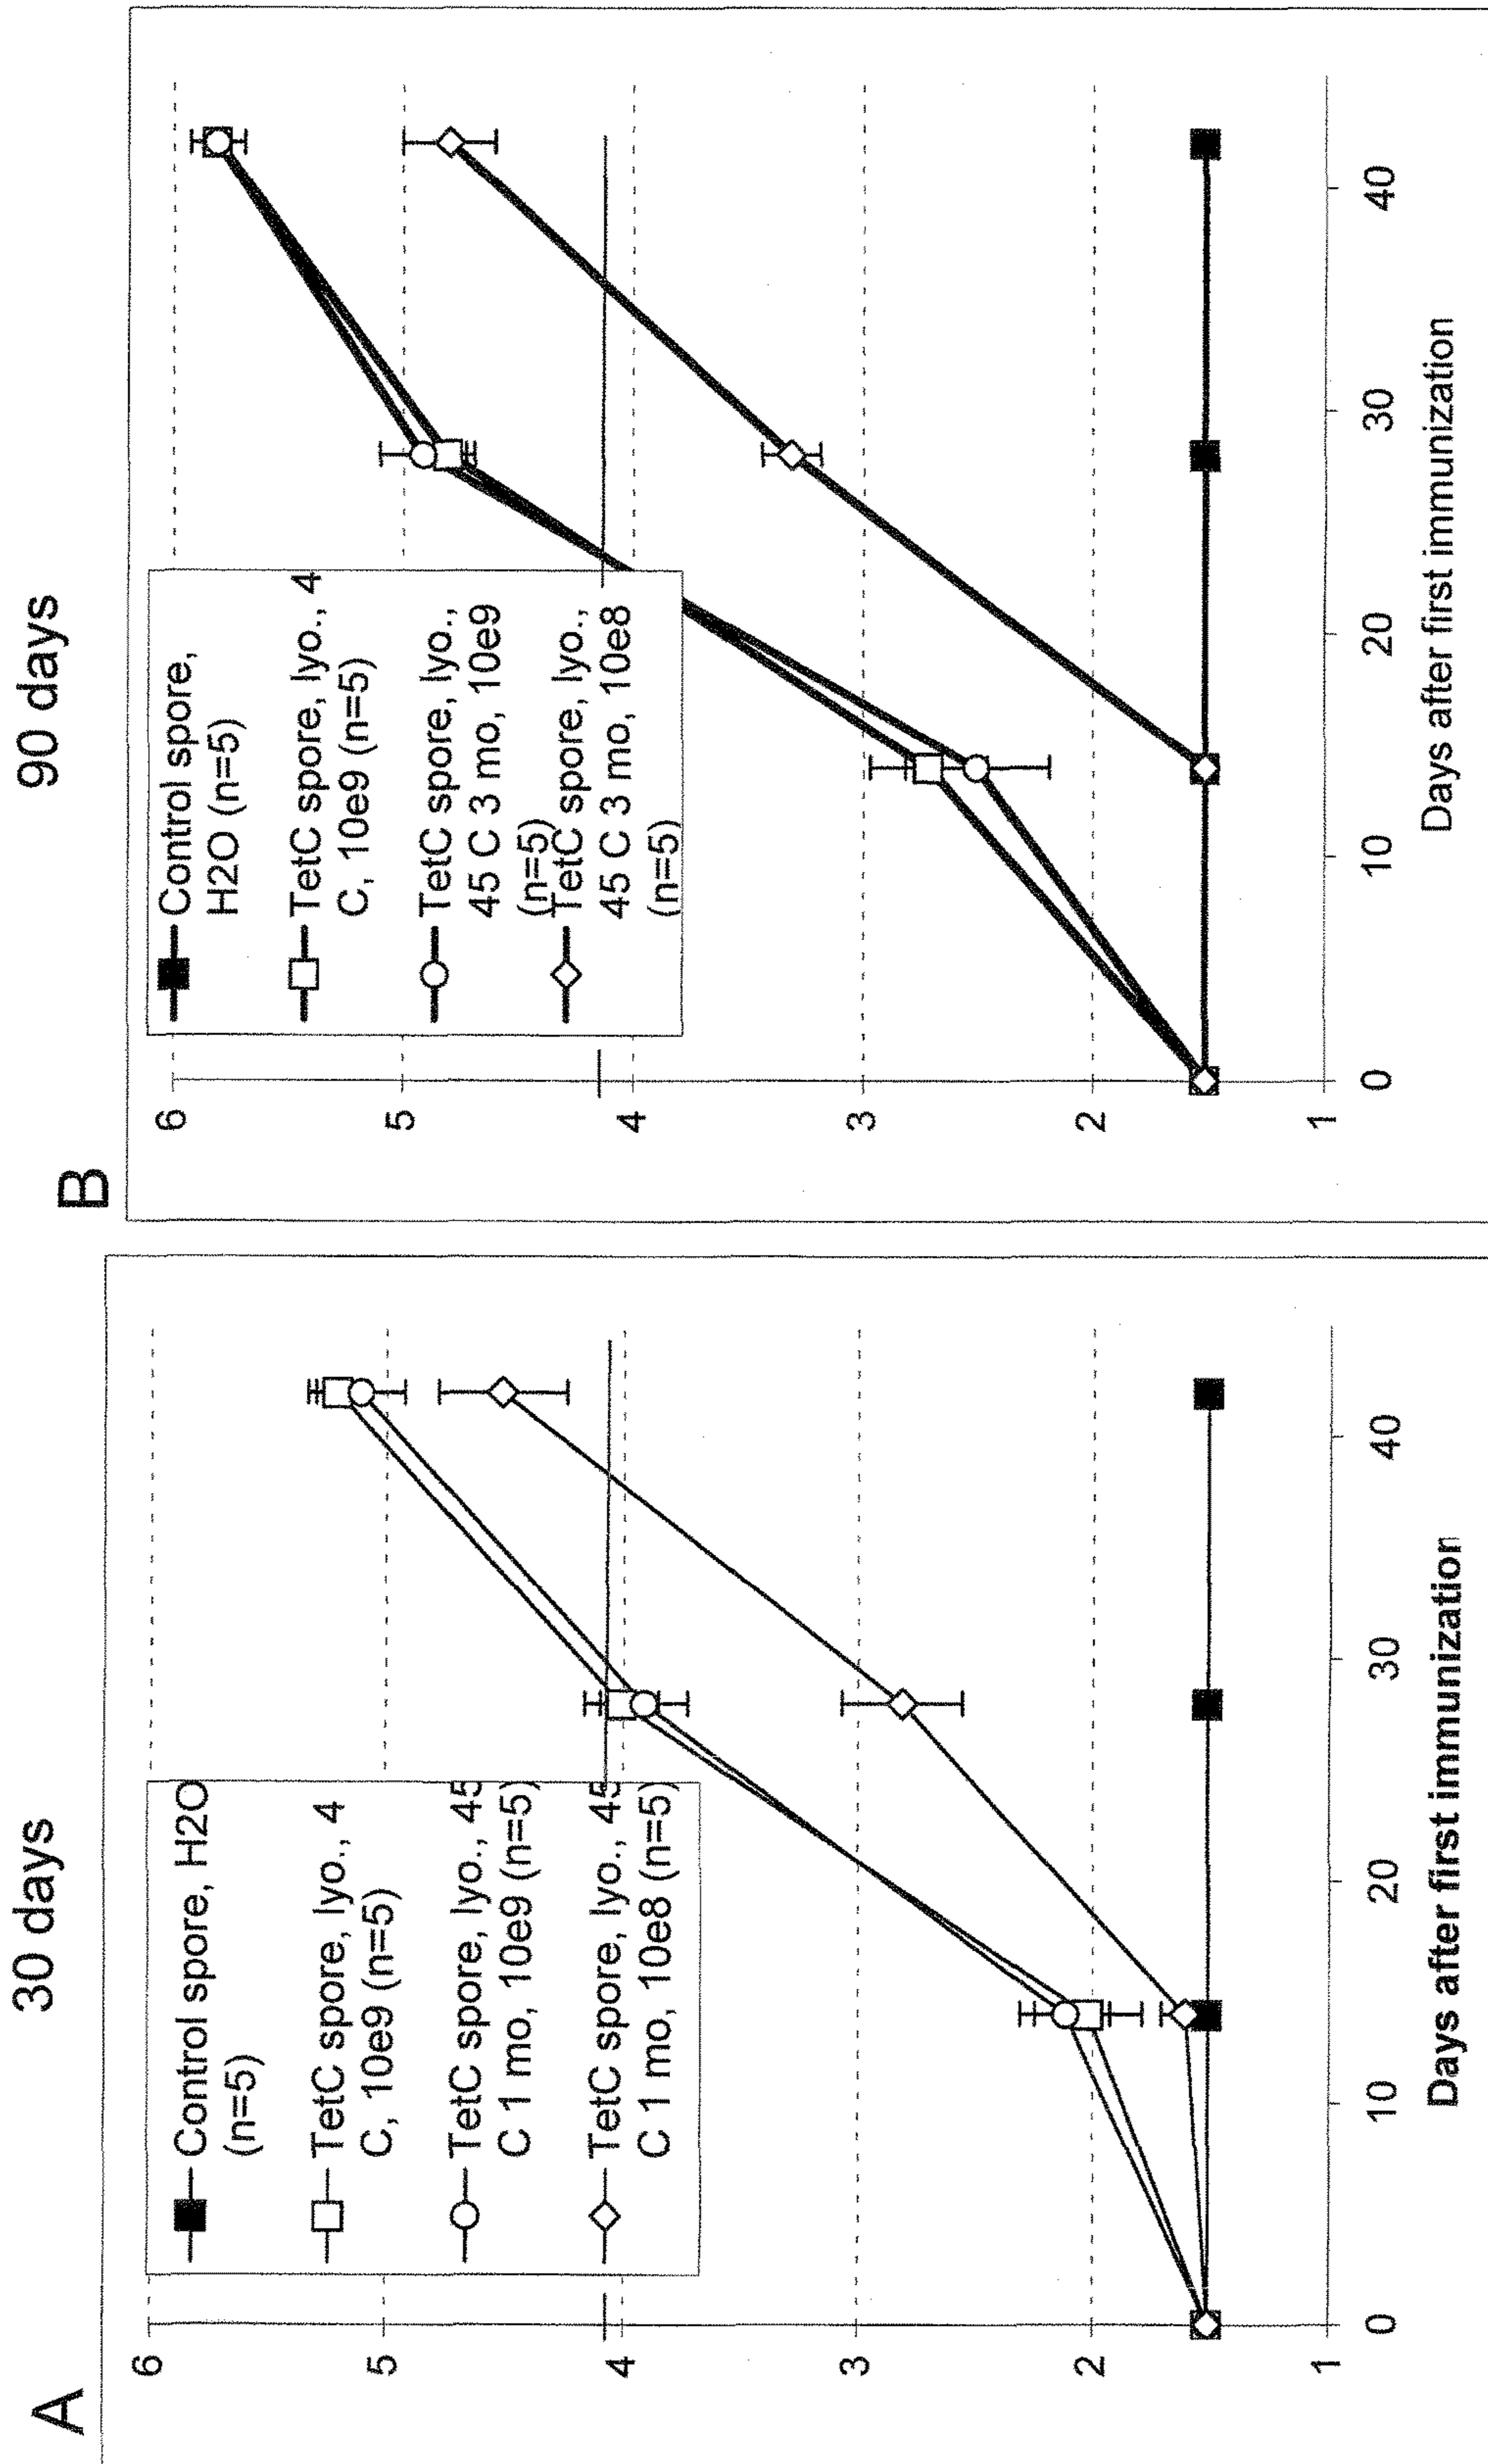 A
30 days
6
5
4
3
2
1
Control spore, H2O
(n=5)
TetC spore, lyo., 4
C, 10e9 (n=5)
TetC spore, lyo., 45
C 1 mo, 10e9 (n=5)
TetC spore, lyo., 45
C 1 mo, 10e8 (n=5)
0
10
20
30
40
Days after first immunization
B
90 days
6
5
4
3
2
1
Control spore,
H2O (n=5)
TetC spore, lyo., 4
C, 10e9 (n=5)
TetC spore, lyo.,
45 C 3 mo, 10e9
(n=5)
TetC spore, lyo.,
45 C 3 mo, 10e8
(n=5)
0
10
20
30
40
Days after first immunization